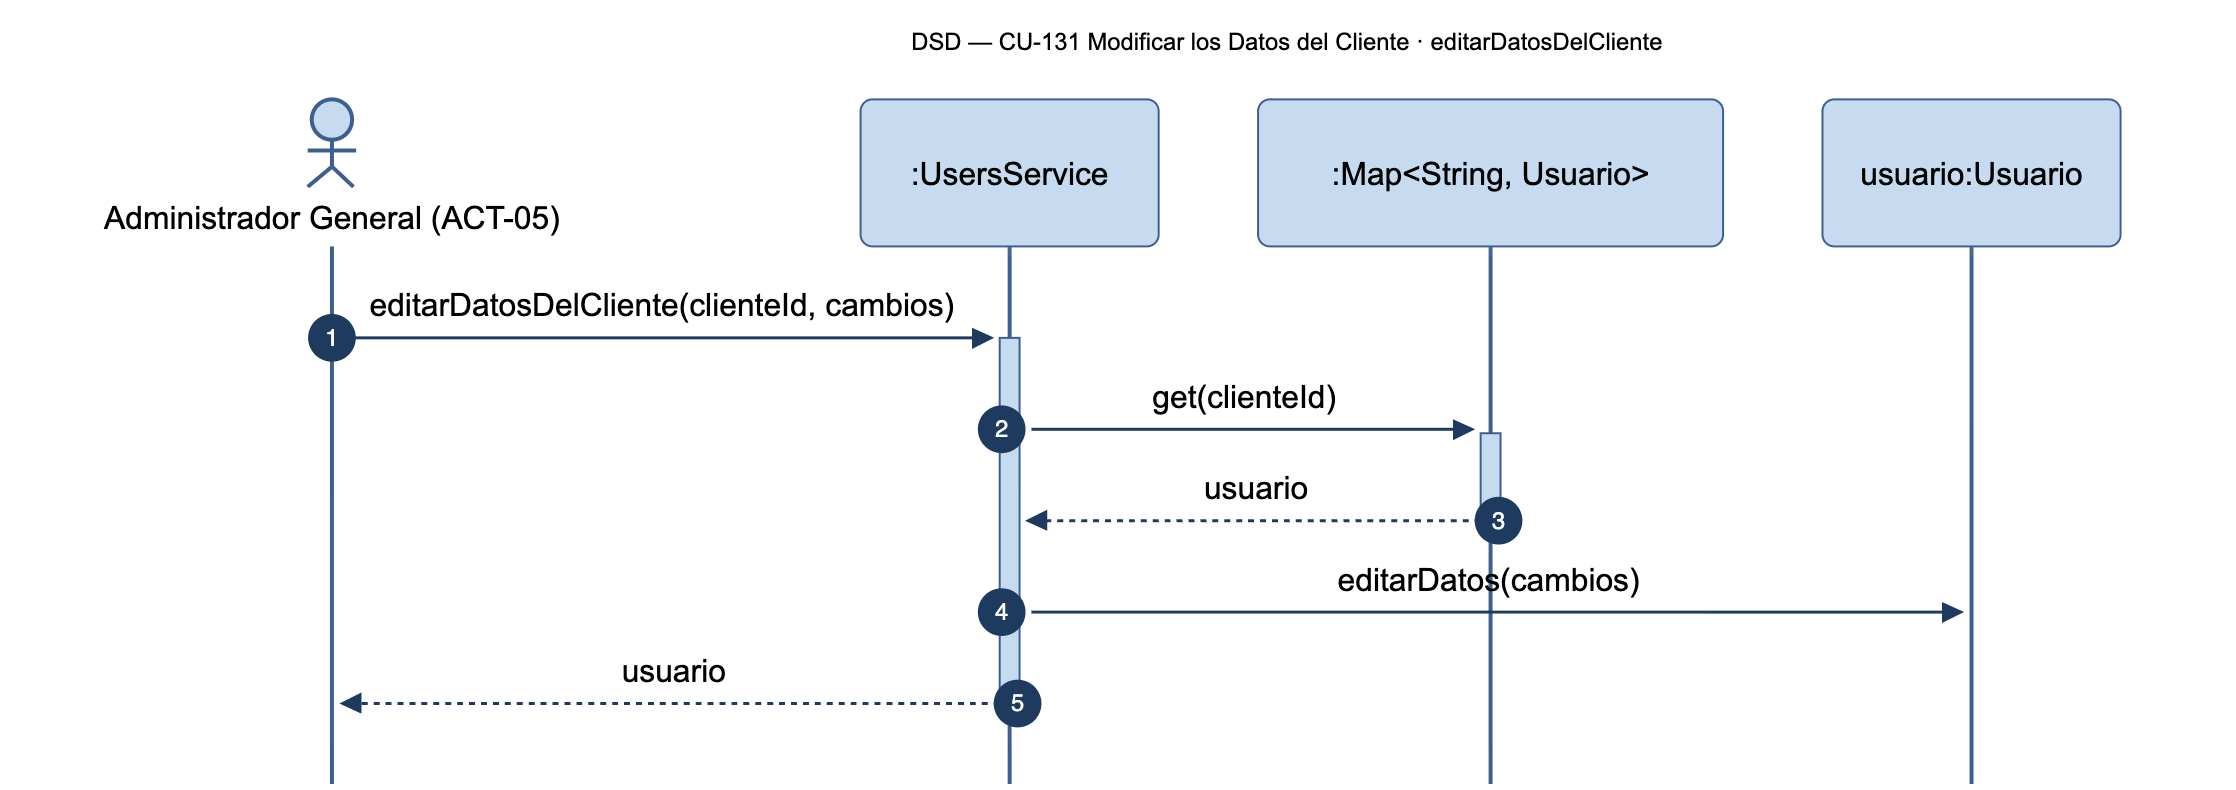 DSD — CU-131 Modificar los Datos del Cliente · editarDatosDelCliente
Administrador General (ACT-05)
:UsersService
:Map<String, Usuario>
usuario:Usuario
editarDatosDelCliente(clienteId, cambios)
1
get(clienteId)
2
usuario
3
editarDatos(cambios)
4
usuario
5